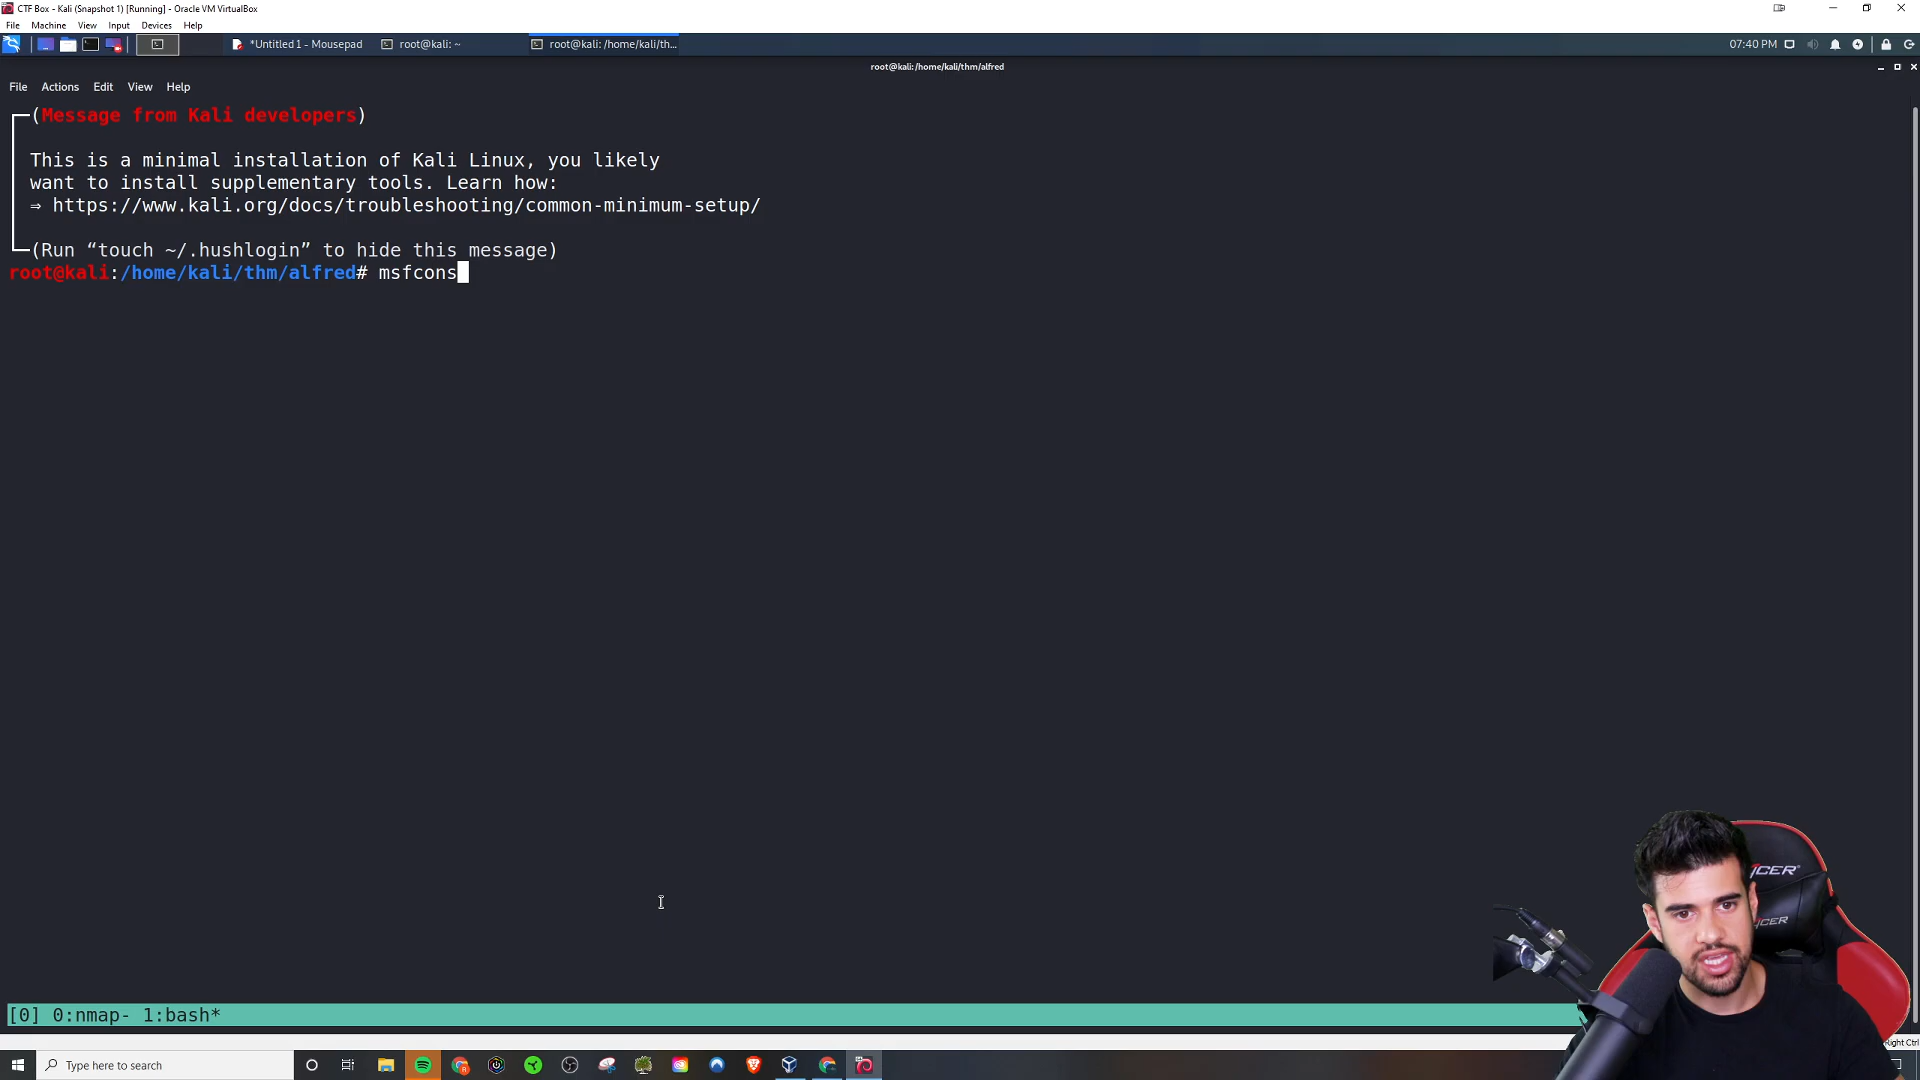 CTF Box - Kali (Snapshot 1) [Running] - Oracle VM VirtualBox
File Machine View Input Devices Help
*Untitled 1 - Mousepad
root@kali: ~
root@kali: /home/kali/th...
07:40 PM
root@kali: /home/kali/thm/alfred
File Actions Edit View Help
(Message from Kali developers)
This is a minimal installation of Kali Linux, you likely
want to install supplementary tools. Learn how:
⇒ https://www.kali.org/docs/troubleshooting/common-minimum-setup/
(Run “touch ~/.hushlogin” to hide this message)
root@kali:/home/kali/thm/alfred# msfcons
[0] 0:nmap- 1:bash*
Right Ctrl
Type here to search